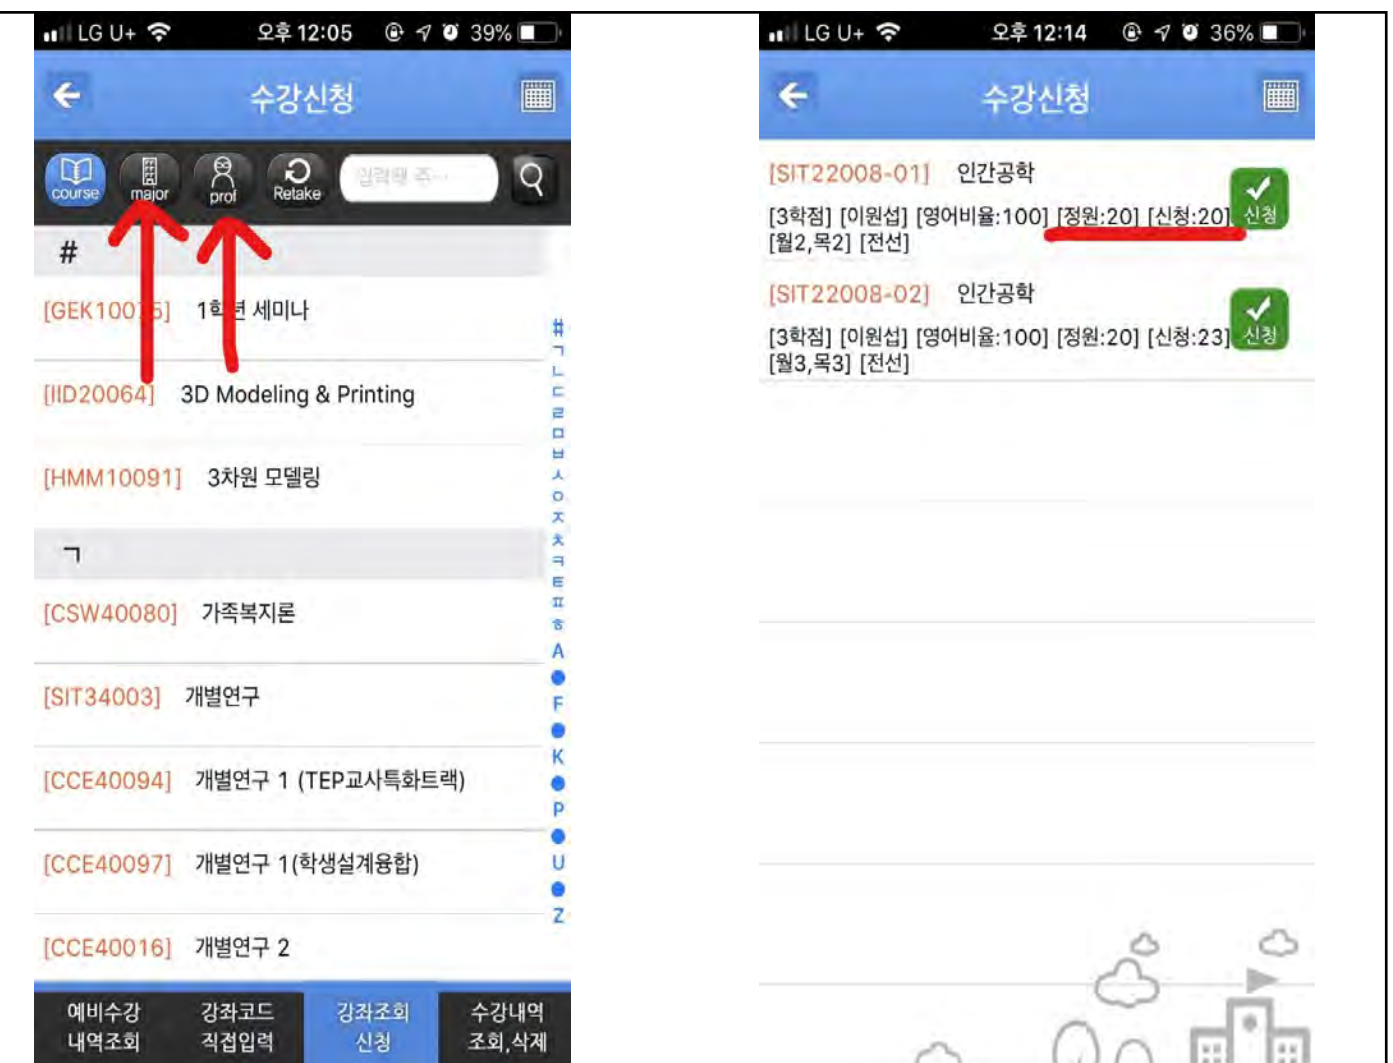 LG U+ 오후 12:05 39%
수강신청
course major prof Retake
#
[GEK10075] 1학년 세미나
[IID20064] 3D Modeling & Printing
[HMM10091] 3차원 모델링
ㄱ
[CSW40080] 가족복지론
[SIT34003] 개별연구
[CCE40094] 개별연구 1 (TEP교사특화트랙)
[CCE40097] 개별연구 1(학생설계융합)
[CCE40016] 개별연구 2
#
ㄱ
ㄴ
ㄷ
ㄹ
ㅁ
ㅂ
ㅅ
ㅇ
ㅈ
ㅊ
ㅋ
ㅌ
ㅍ
ㅎ
A
F
K
P
U
Z
예비수강 강좌코드 강좌조회 수강내역
내역조회 직접입력 신청 조회,삭제
LG U+ 오후 12:14 36%
수강신청
[SIT22008-01] 인간공학
[3학점] [이원섭] [영어비율:100] [정원:20] [신청:20] 신청
[월2,목2] [전선]
[SIT22008-02] 인간공학
[3학점] [이원섭] [영어비율:100] [정원:20] [신청:23] 신청
[월3,목3] [전선]